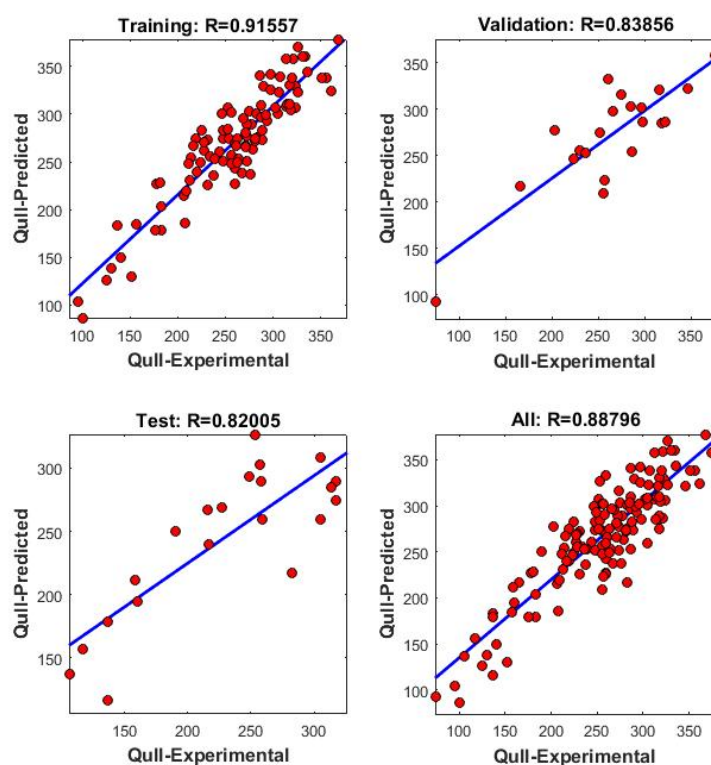 Training: R=0.91557
350
300
250
200
150
100
Qull-Predicted
100 150 200 250 300 350
Qull-Experimental
Validation: R=0.83856
350
300
250
200
150
100
Qull-Predicted
100 150 200 250 300 350
Qull-Experimental
Test: R=0.82005
300
250
200
150
Qull-Predicted
150 200 250 300
Qull-Experimental
All: R=0.88796
350
300
250
200
150
100
Qull-Predicted
100 150 200 250 300 350
Qull-Experimental